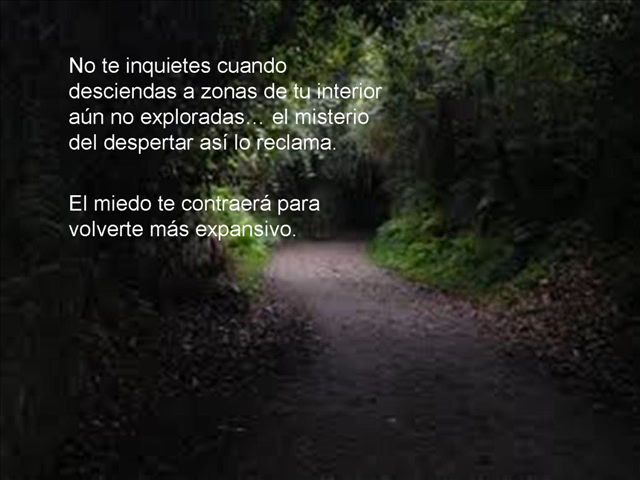 No te inquietes cuando
desciendas a zonas de tu interior
aún no exploradas... el misterio
del despertar así lo reclama.
El miedo te contraerá para
volverte más expansivo.